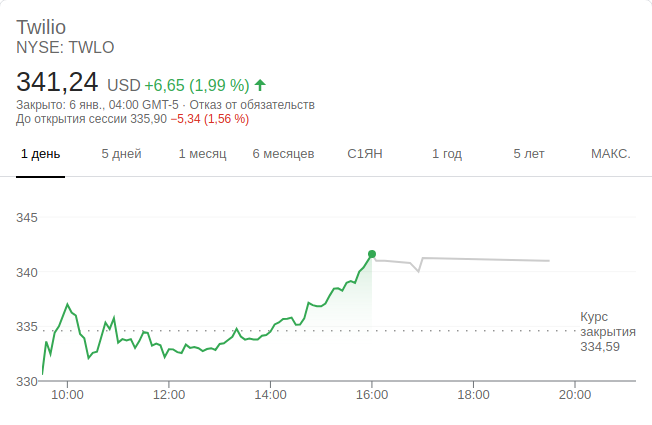 Twilio
NYSE: TWLO
341,24 USD +6,65 (1,99 %)
Закрыто: 6 янв., 04:00 GMT-5 · Отказ от обязательств
До открытия сессии 335,90 −5,34 (1,56 %)
1 день 5 дней 1 месяц 6 месяцев С1ЯН 1 год 5 лет МАКС.
345
340
335
330
Курс
закрытия
334,59
10:00 12:00 14:00 16:00 18:00 20:00